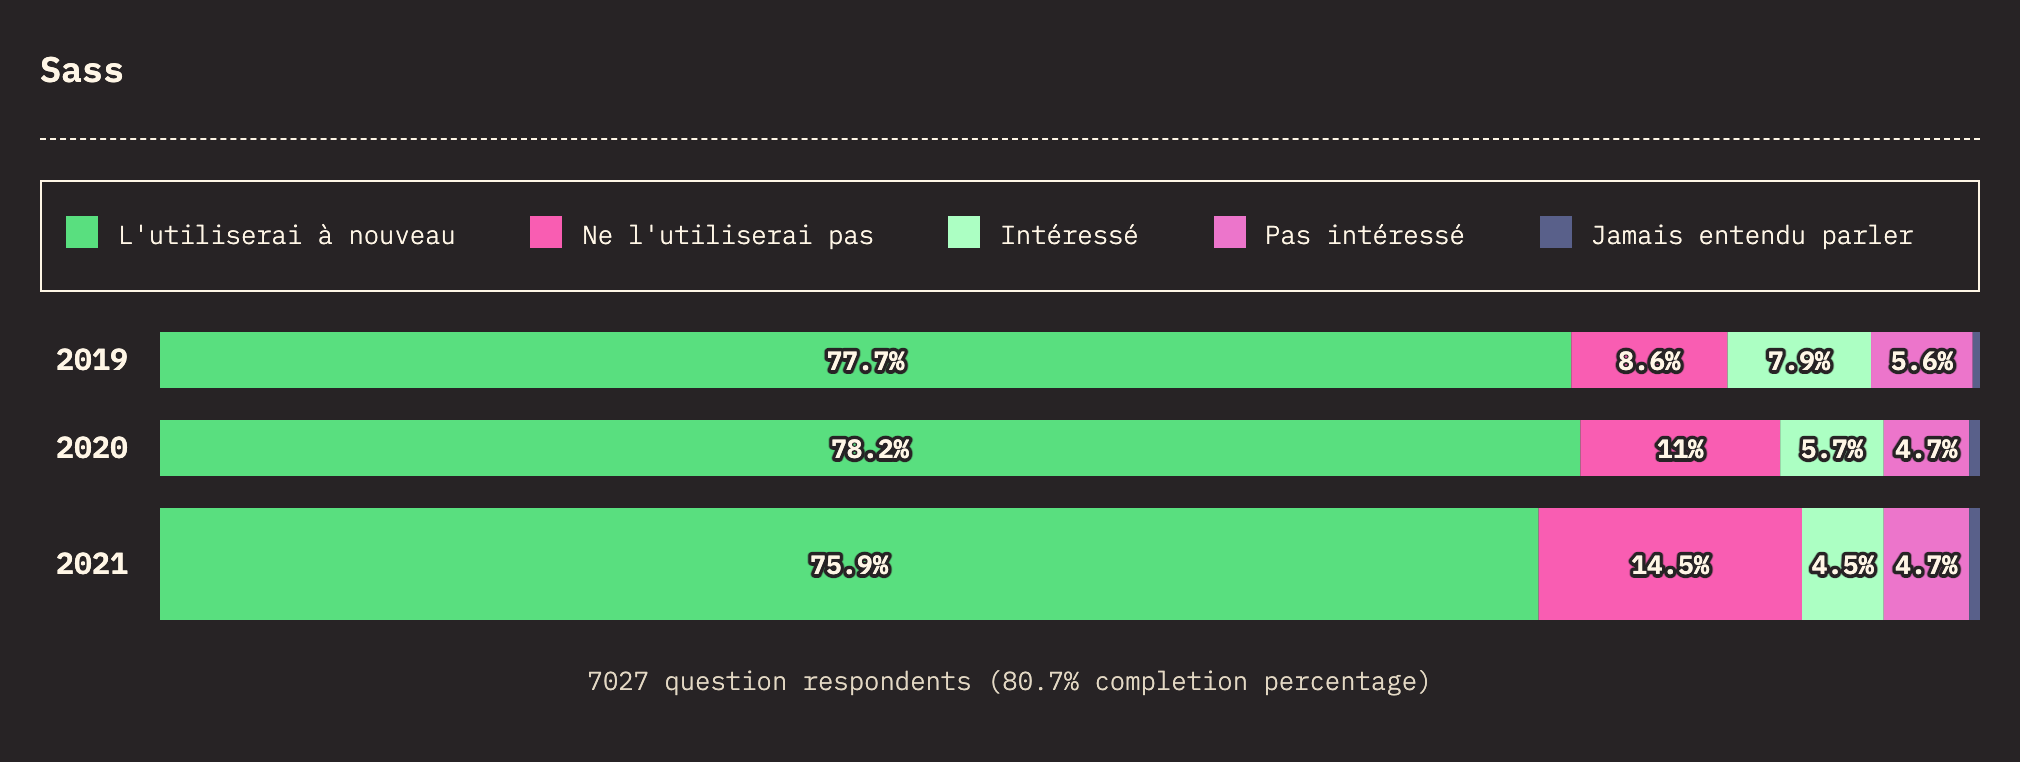 Sass
L'utiliserai à nouveau Ne l'utiliserai pas Intéressé Pas intéressé Jamais entendu parler
2019 77.7% 8.6% 7.9% 5.6%
2020 78.2% 11% 5.7% 4.7%
2021 75.9% 14.5% 4.5% 4.7%
7027 question respondents (80.7% completion percentage)